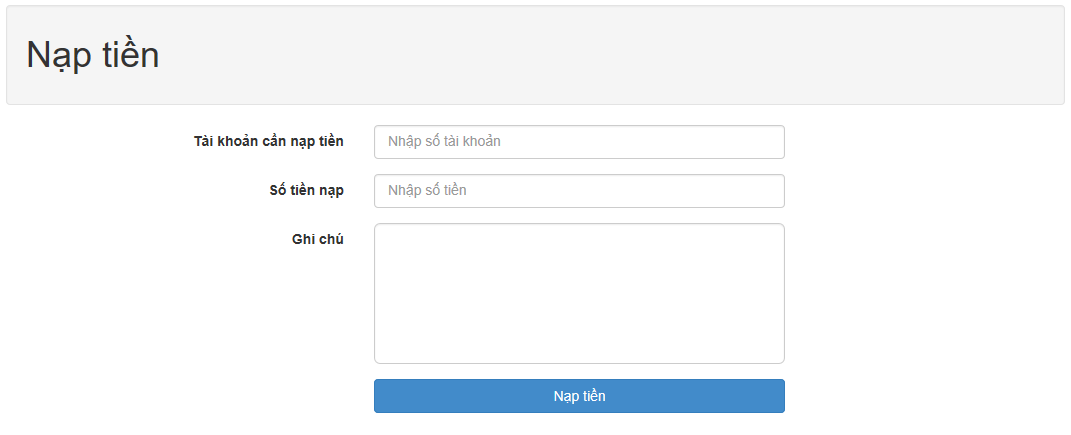 Nạp tiền
Tài khoản cần nạp tiền
Nhập số tài khoản
Số tiền nạp
Nhập số tiền
Ghi chú
Nạp tiền